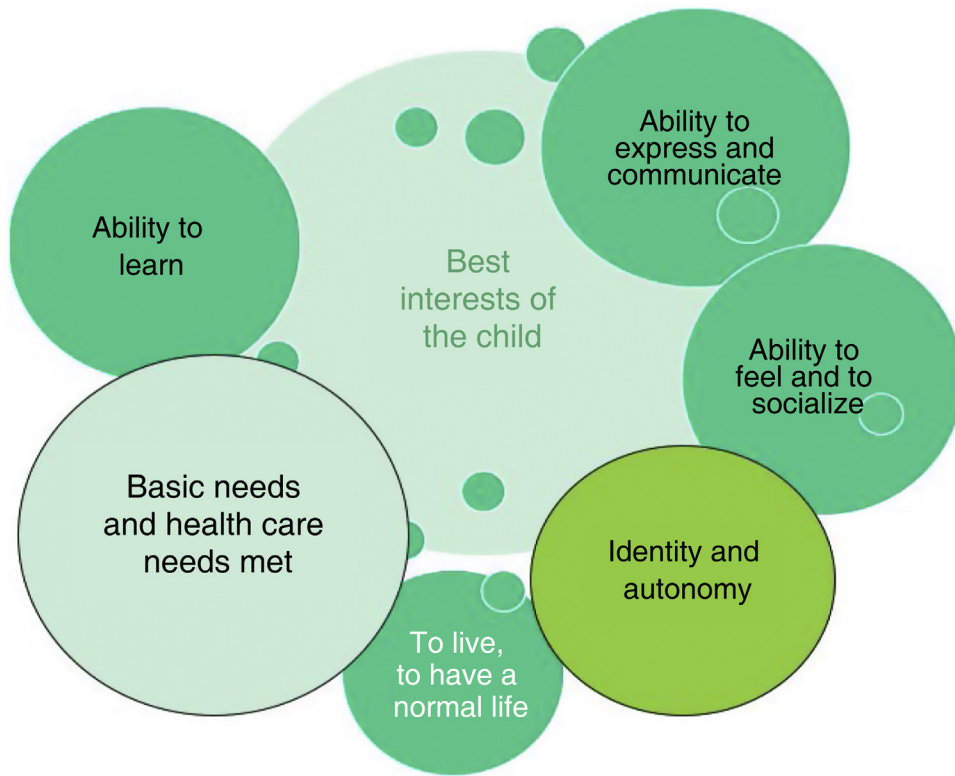 Ability to
express and
communicate
Ability to
learn
Best
interests of
the child
Ability to
feel and to
socialize
Basic needs
and health care
needs met
Identity and
autonomy
To live,
to have a
normal life